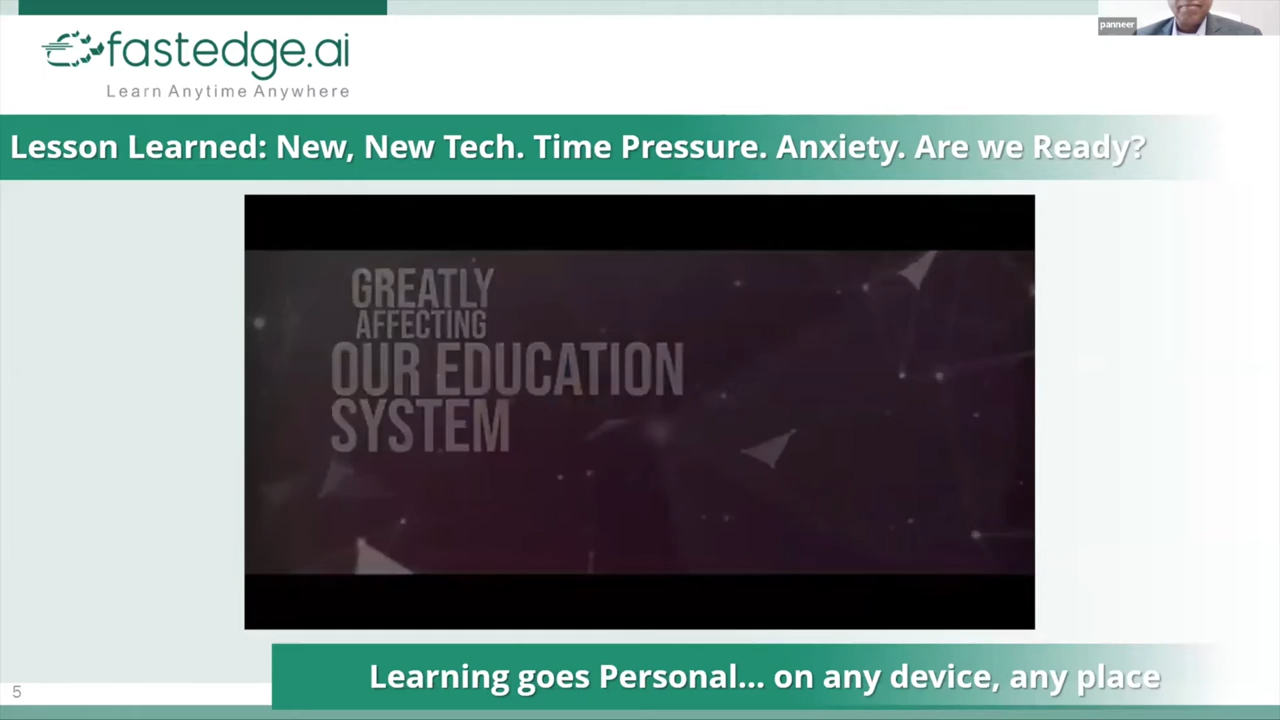 panneer
fastedge.ai
Learn Anytime Anywhere
Lesson Learned: New, New Tech. Time Pressure. Anxiety. Are we Ready?
GREATLY
AFFECTING
OUR EDUCATION
SYSTEM
Learning goes Personal... on any device, any place
5